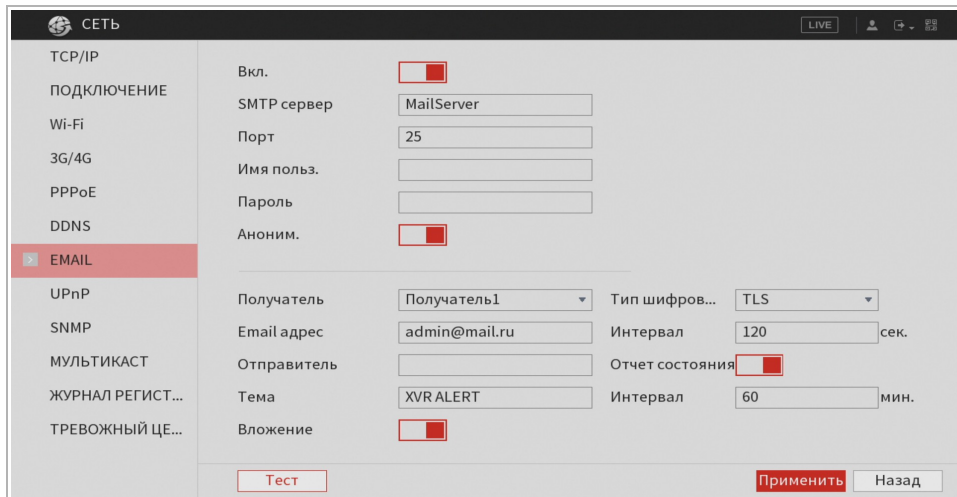 СЕТЬ
LIVE
TCP/IP
ПОДКЛЮЧЕНИЕ
Wi-Fi
3G/4G
PPPoE
DDNS
EMAIL
UPnP
SNMP
МУЛЬТИКАСТ
ЖУРНАЛ РЕГИСТ...
ТРЕВОЖНЫЙ ЦЕ...
Вкл.
SMTP сервер MailServer
Порт 25
Имя польз.
Пароль
Аноним.
Получатель Получатель1 Тип шифров... TLS
Email адрес admin@mail.ru Интервал 120 сек.
Отправитель Отчет состояния
Тема XVR ALERT Интервал 60 мин.
Вложение
Тест Применить Назад